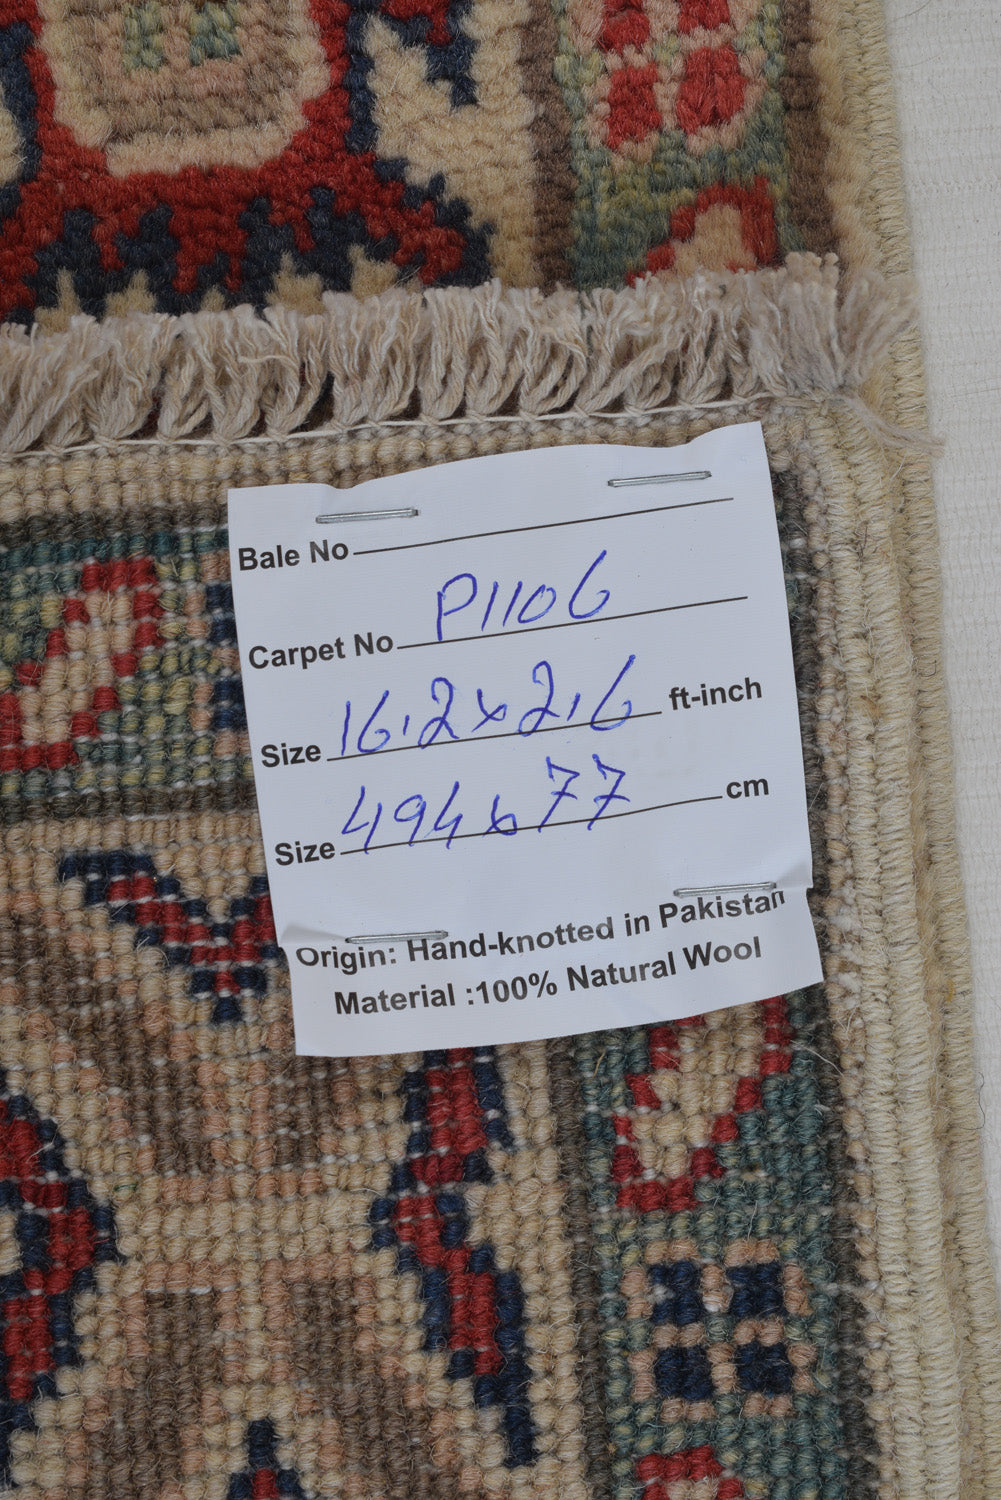 Bale No
Carpet No P1106
Size 16.2x2.6 ft-inch
Size 494x77 cm
Origin: Hand-knotted in Pakistan
Material :100% Natural Wool